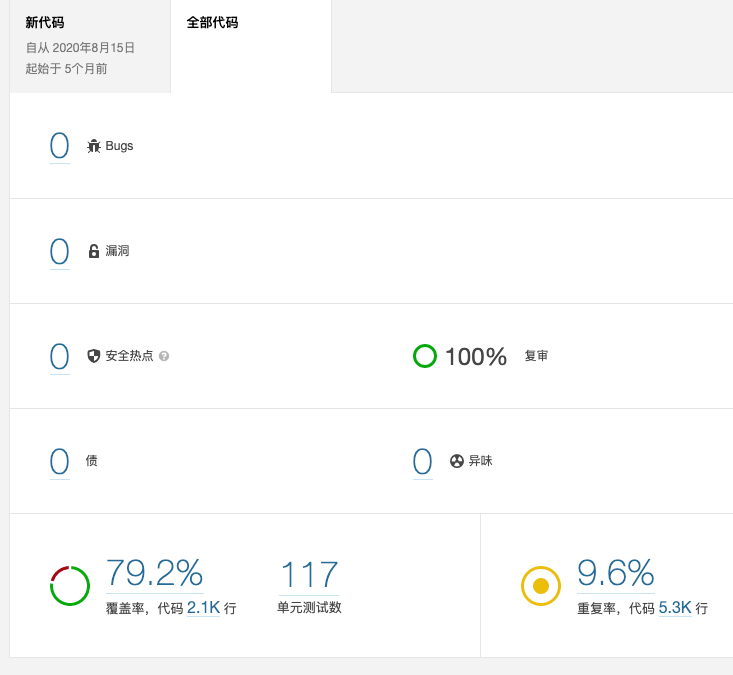 新代码
全部代码
自从 2020年8月15日
起始于 5个月前
0 Bugs
0 漏洞
0 安全热点 ?
100% 复审
0 债
0 异味
79.2%
117
9.6%
覆盖率，代码 2.1K 行
单元测试数
重复率，代码 5.3K 行